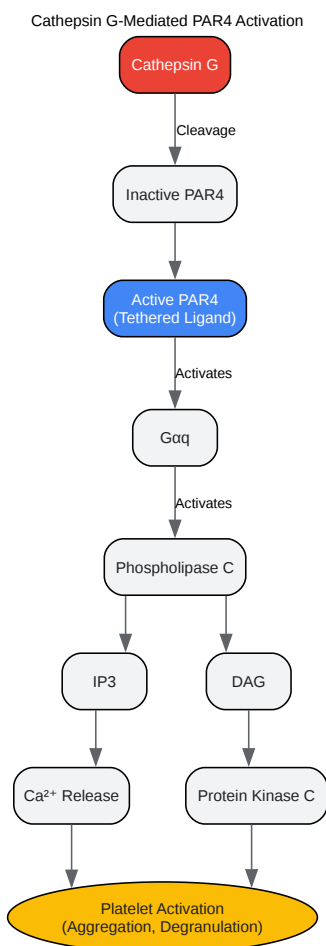 Cathepsin G-Mediated PAR4 Activation
Cathepsin G
Cleavage
Inactive PAR4
Active PAR4
(Tethered Ligand)
Activates
Gαq
Activates
Phospholipase C
IP3
DAG
Ca²⁺ Release
Protein Kinase C
Platelet Activation
(Aggregation, Degranulation)